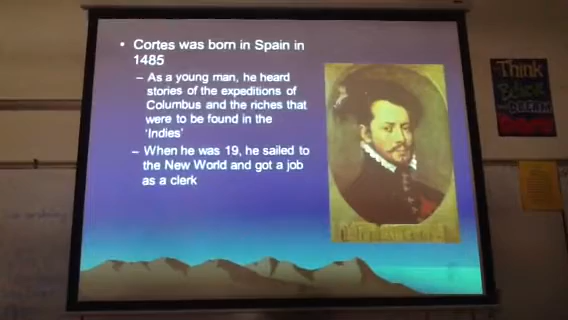 • Cortes was born in Spain in
1485
– As a young man, he heard
stories of the expeditions of
Columbus and the riches that
were to be found in the
'Indies'
– When he was 19, he sailed to
the New World and got a job
as a clerk
Think